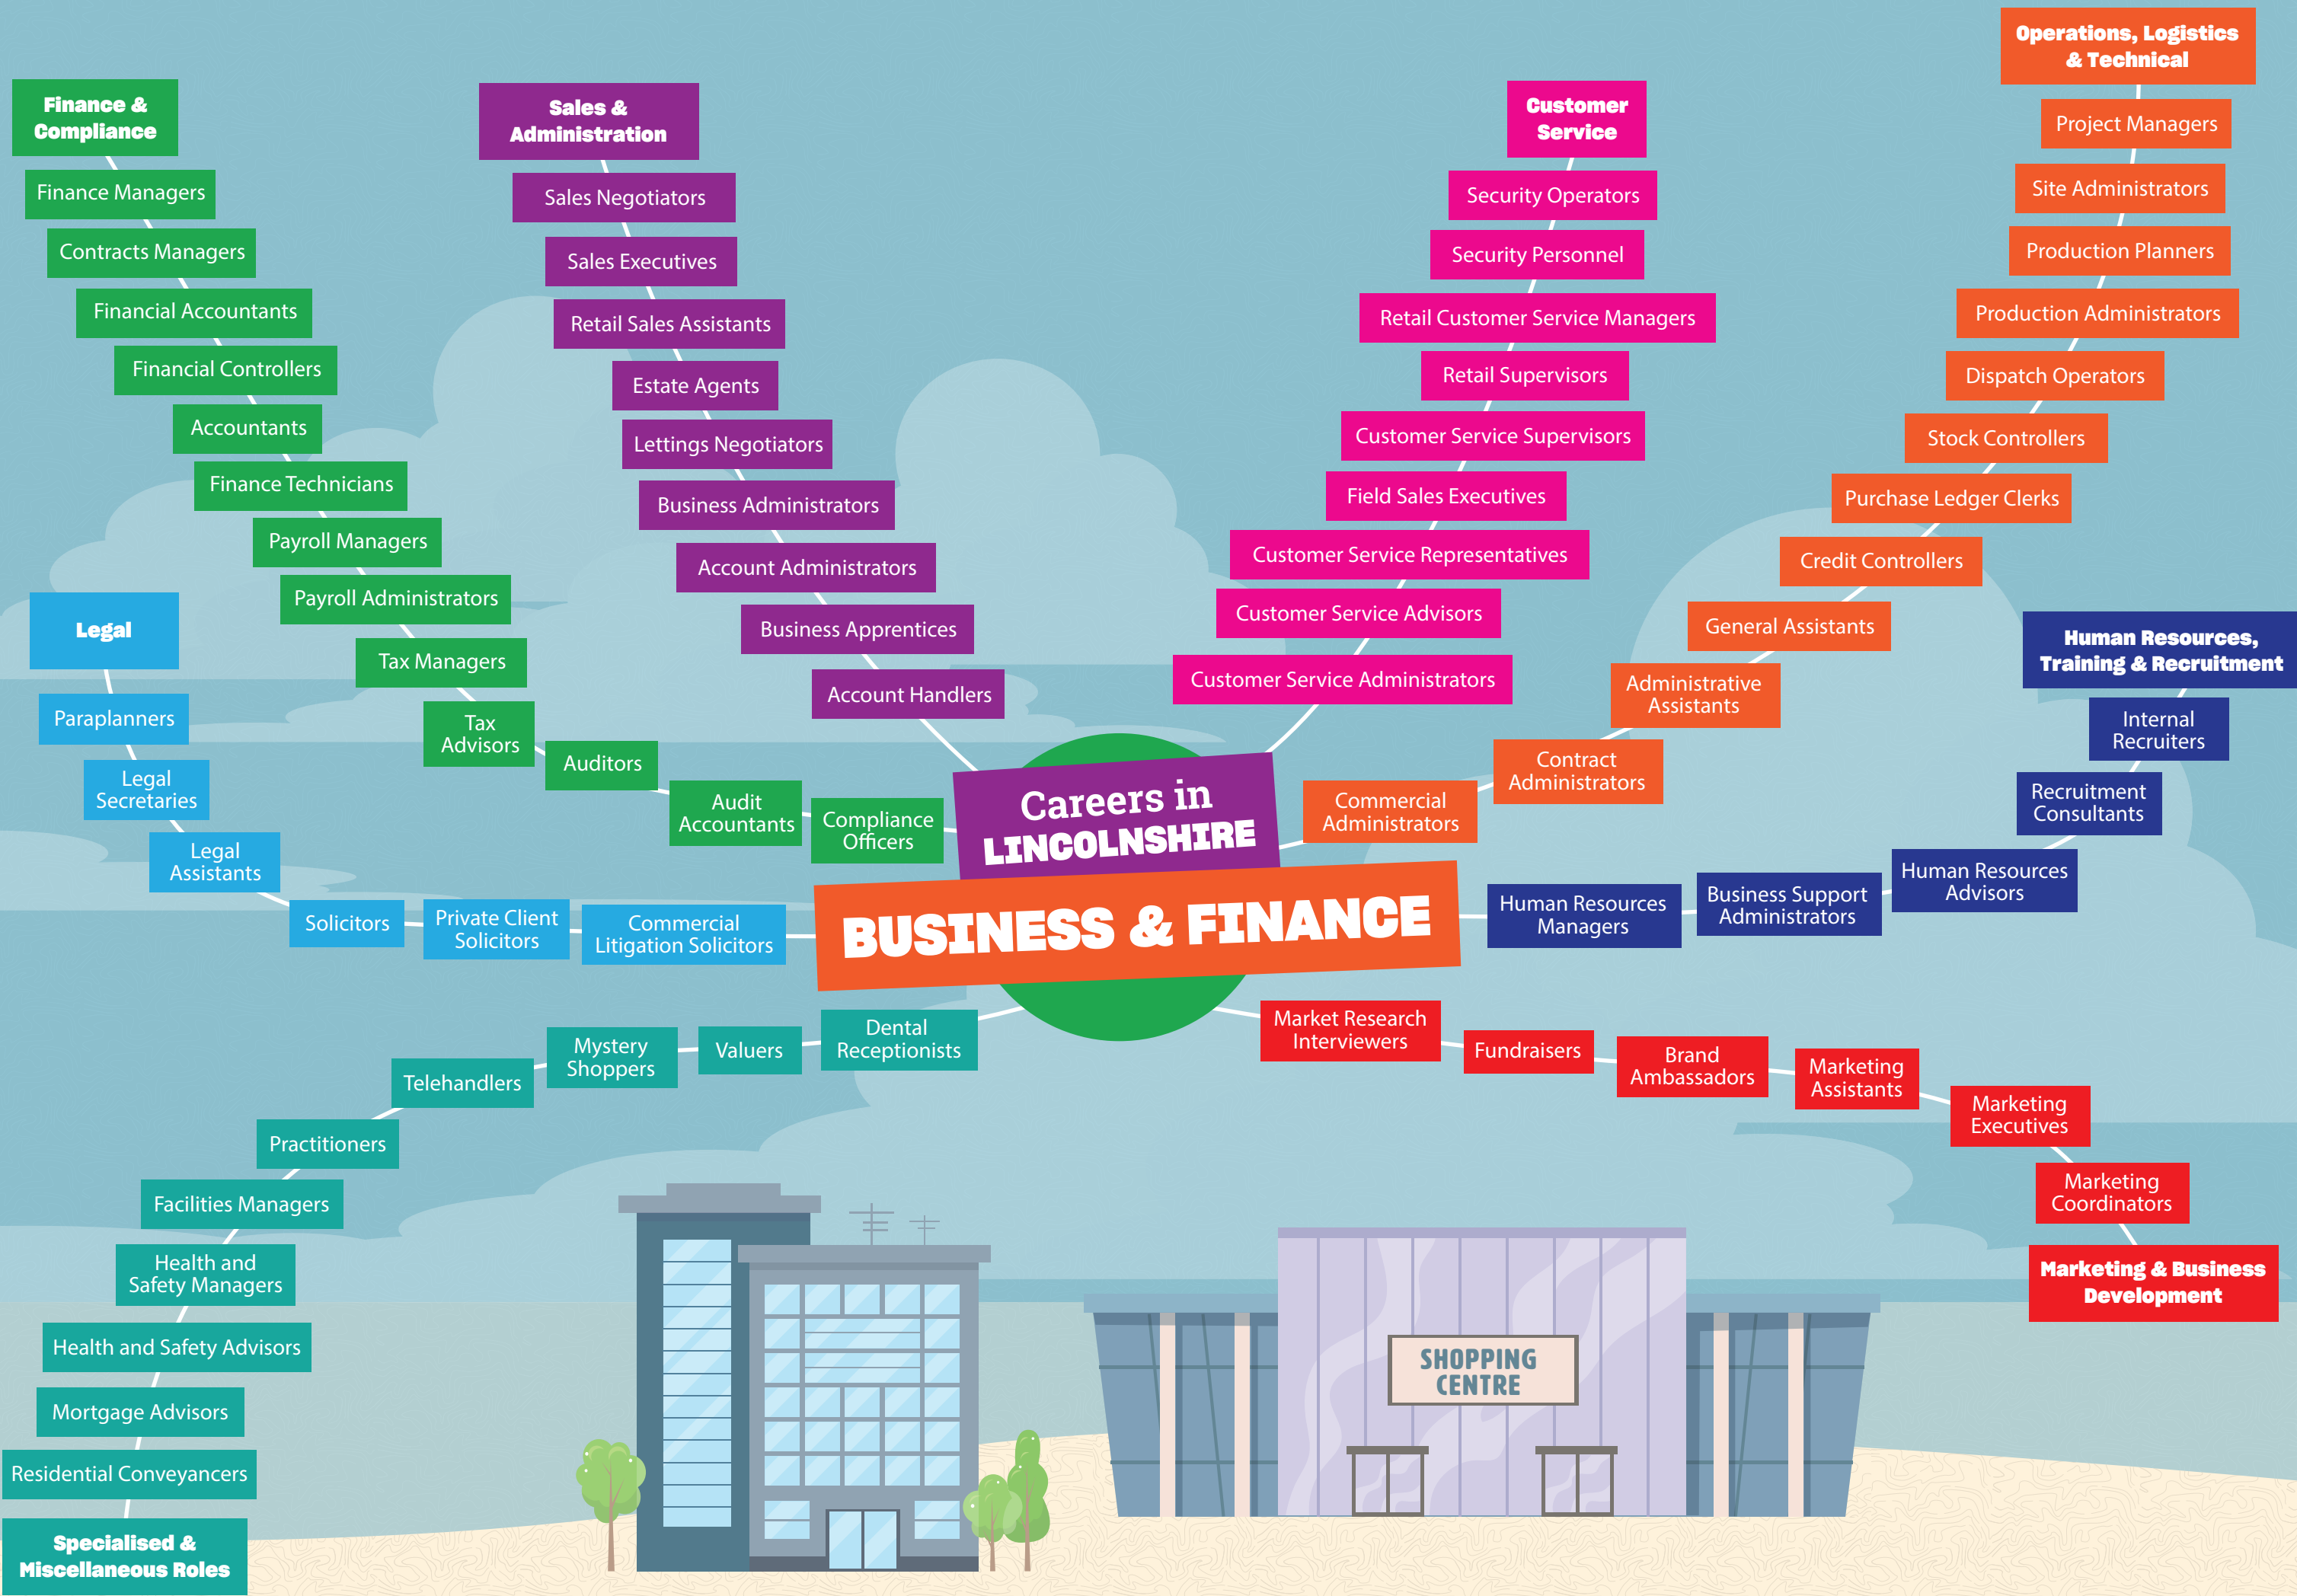 Finance &
Compliance
Finance Managers
Contracts Managers
Financial Accountants
Financial Controllers
Accountants
Finance Technicians
Payroll Managers
Payroll Administrators
Tax Managers
Tax
Advisors
Auditors
Audit
Accountants
Compliance
Officers
Sales &
Administration
Sales Negotiators
Sales Executives
Retail Sales Assistants
Estate Agents
Lettings Negotiators
Business Administrators
Account Administrators
Business Apprentices
Account Handlers
Customer
Service
Security Operators
Security Personnel
Retail Customer Service Managers
Retail Supervisors
Customer Service Supervisors
Field Sales Executives
Customer Service Representatives
Customer Service Advisors
Customer Service Administrators
Operations, Logistics
& Technical
Project Managers
Site Administrators
Production Planners
Production Administrators
Dispatch Operators
Stock Controllers
Purchase Ledger Clerks
Credit Controllers
General Assistants
Administrative
Assistants
Contract
Administrators
Commercial
Administrators
Legal
Paraplanners
Legal
Secretaries
Legal
Assistants
Solicitors
Private Client
Solicitors
Commercial
Litigation Solicitors
Careers in
LINCOLNSHIRE
BUSINESS & FINANCE
Human Resources,
Training & Recruitment
Internal
Recruiters
Recruitment
Consultants
Human Resources
Advisors
Business Support
Administrators
Human Resources
Managers
Dental
Receptionists
Valuers
Mystery
Shoppers
Telehandlers
Practitioners
Facilities Managers
Health and
Safety Managers
Health and Safety Advisors
Mortgage Advisors
Residential Conveyancers
Specialised &
Miscellaneous Roles
Market Research
Interviewers
Fundraisers
Brand
Ambassadors
Marketing
Assistants
Marketing
Executives
Marketing
Coordinators
Marketing & Business
Development
SHOPPING
CENTRE